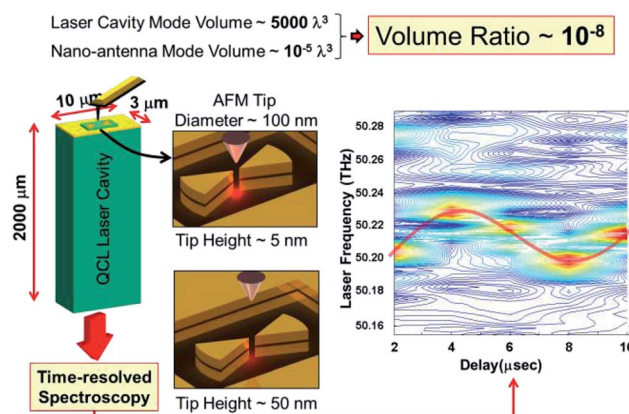 Laser Cavity Mode Volume ~ 5000 λ³
Nano-antenna Mode Volume ~ 10⁻⁵ λ³
Volume Ratio ~ 10⁻⁸
10 μm
3 μm
2000 μm
QCL Laser Cavity
AFM Tip
Diameter ~ 100 nm
Tip Height ~ 5 nm
Tip Height ~ 50 nm
Time-resolved
Spectroscopy
Laser Frequency (THz)
50.28
50.26
50.24
50.22
50.20
50.18
50.16
2 4 6 8 10
Delay(μsec)